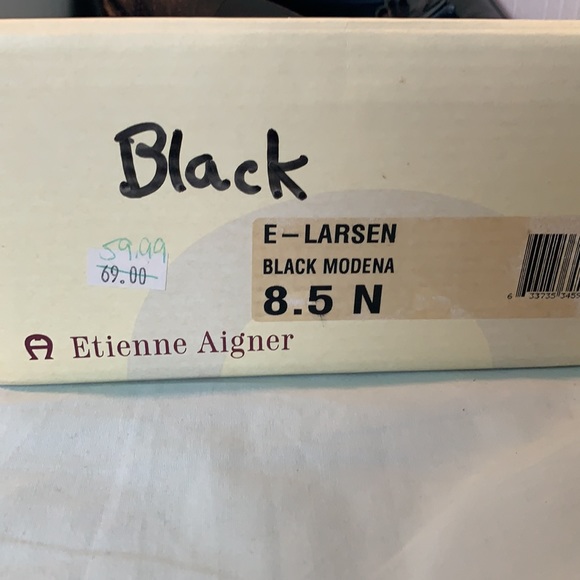 Black
59.99
69.00
E-LARSEN
BLACK MODENA
8.5 N
Etienne Aigner